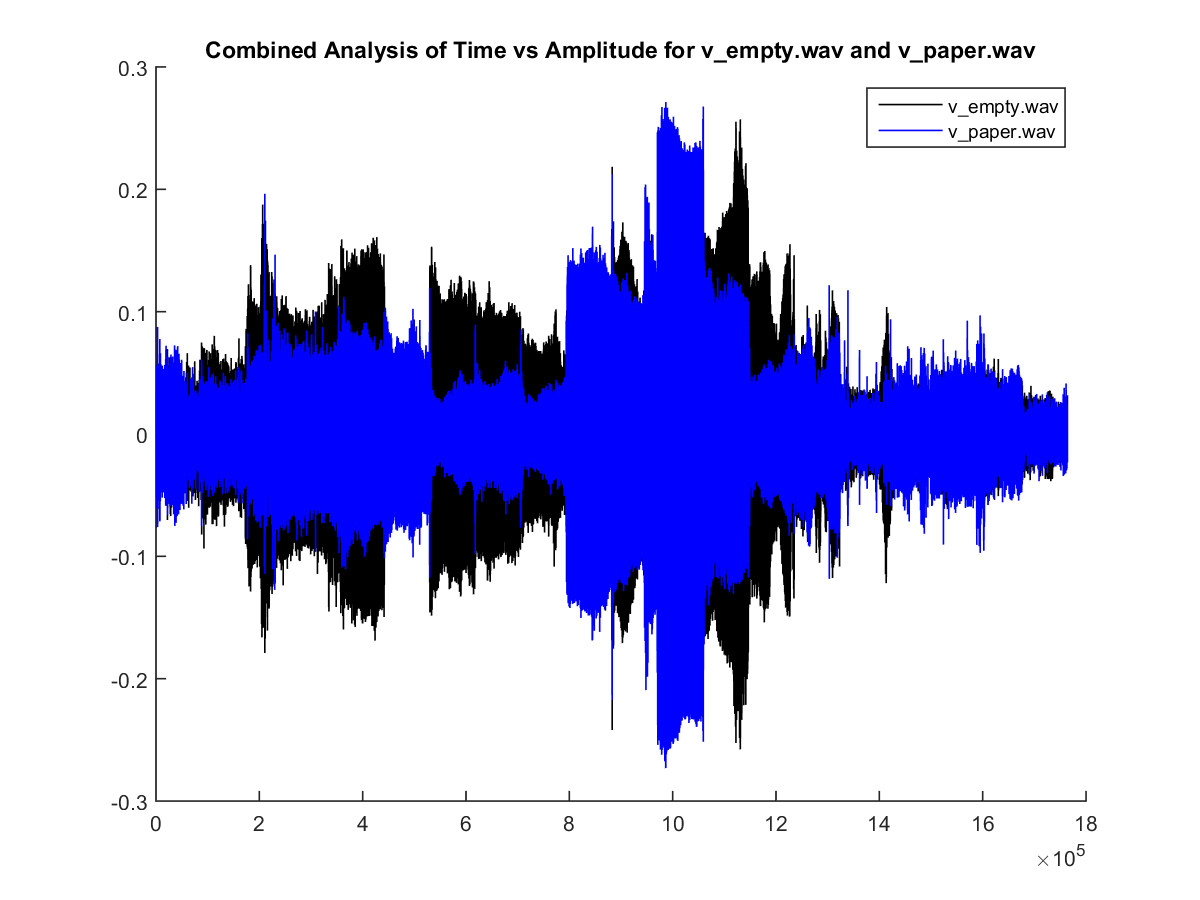 Combined Analysis of Time vs Amplitude for v_empty.wav and v_paper.wav
v_empty.wav
v_paper.wav
0.3
0.2
0.1
0
-0.1
-0.2
-0.3
0 2 4 6 8 10 12 14 16 18
×10^5